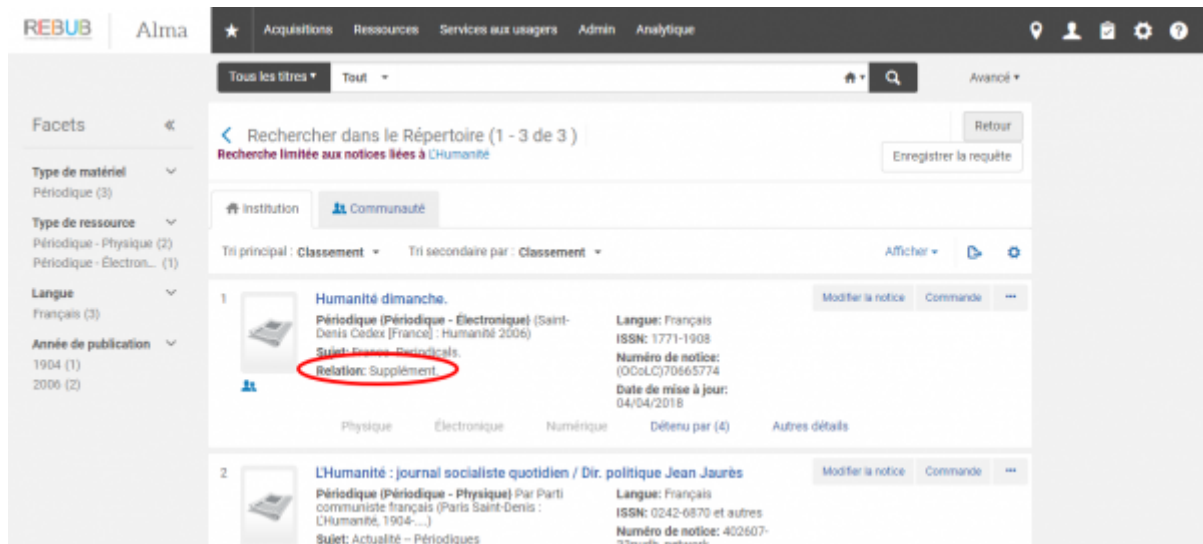 REBUB Alma Acquisitions Ressources Services aux usagers Admin Analytique
Tous les titres Tout Avancé
Facets
Type de matériel
Périodique (3)
Type de ressource
Périodique - Physique (2)
Périodique - Électron... (1)
Langue
Français (3)
Année de publication
1904 (1)
2006 (2)
Rechercher dans le Répertoire (1 - 3 de 3 )
Recherche limitée aux notices liées à L'Humanité
Retour
Enregistrer la requête
Institution Communauté
Tri principal : Classement Tri secondaire par : Classement Afficher
1 Humanité dimanche. Modifier la notice Commande ...
Périodique (Périodique - Électronique) (Saint-
Denis Cedex [France] : Humanité 2006)
Sujet: France--Periodicals.
Relation: Supplément.
Langue: Français
ISSN: 1771-1908
Numéro de notice:
(OCoLC)70665774
Date de mise à jour:
04/04/2018
Physique Électronique Numérique Détenu par (4) Autres détails
2 L'Humanité : journal socialiste quotidien / Dir. politique Jean Jaurès Modifier la notice Commande ...
Périodique (Périodique - Physique) Par Parti
communiste français (Paris Saint-Denis :
L'Humanité, 1904-....)
Sujet: Actualité -- Périodiques
Langue: Français
ISSN: 0242-6870 et autres
Numéro de notice: 402607-